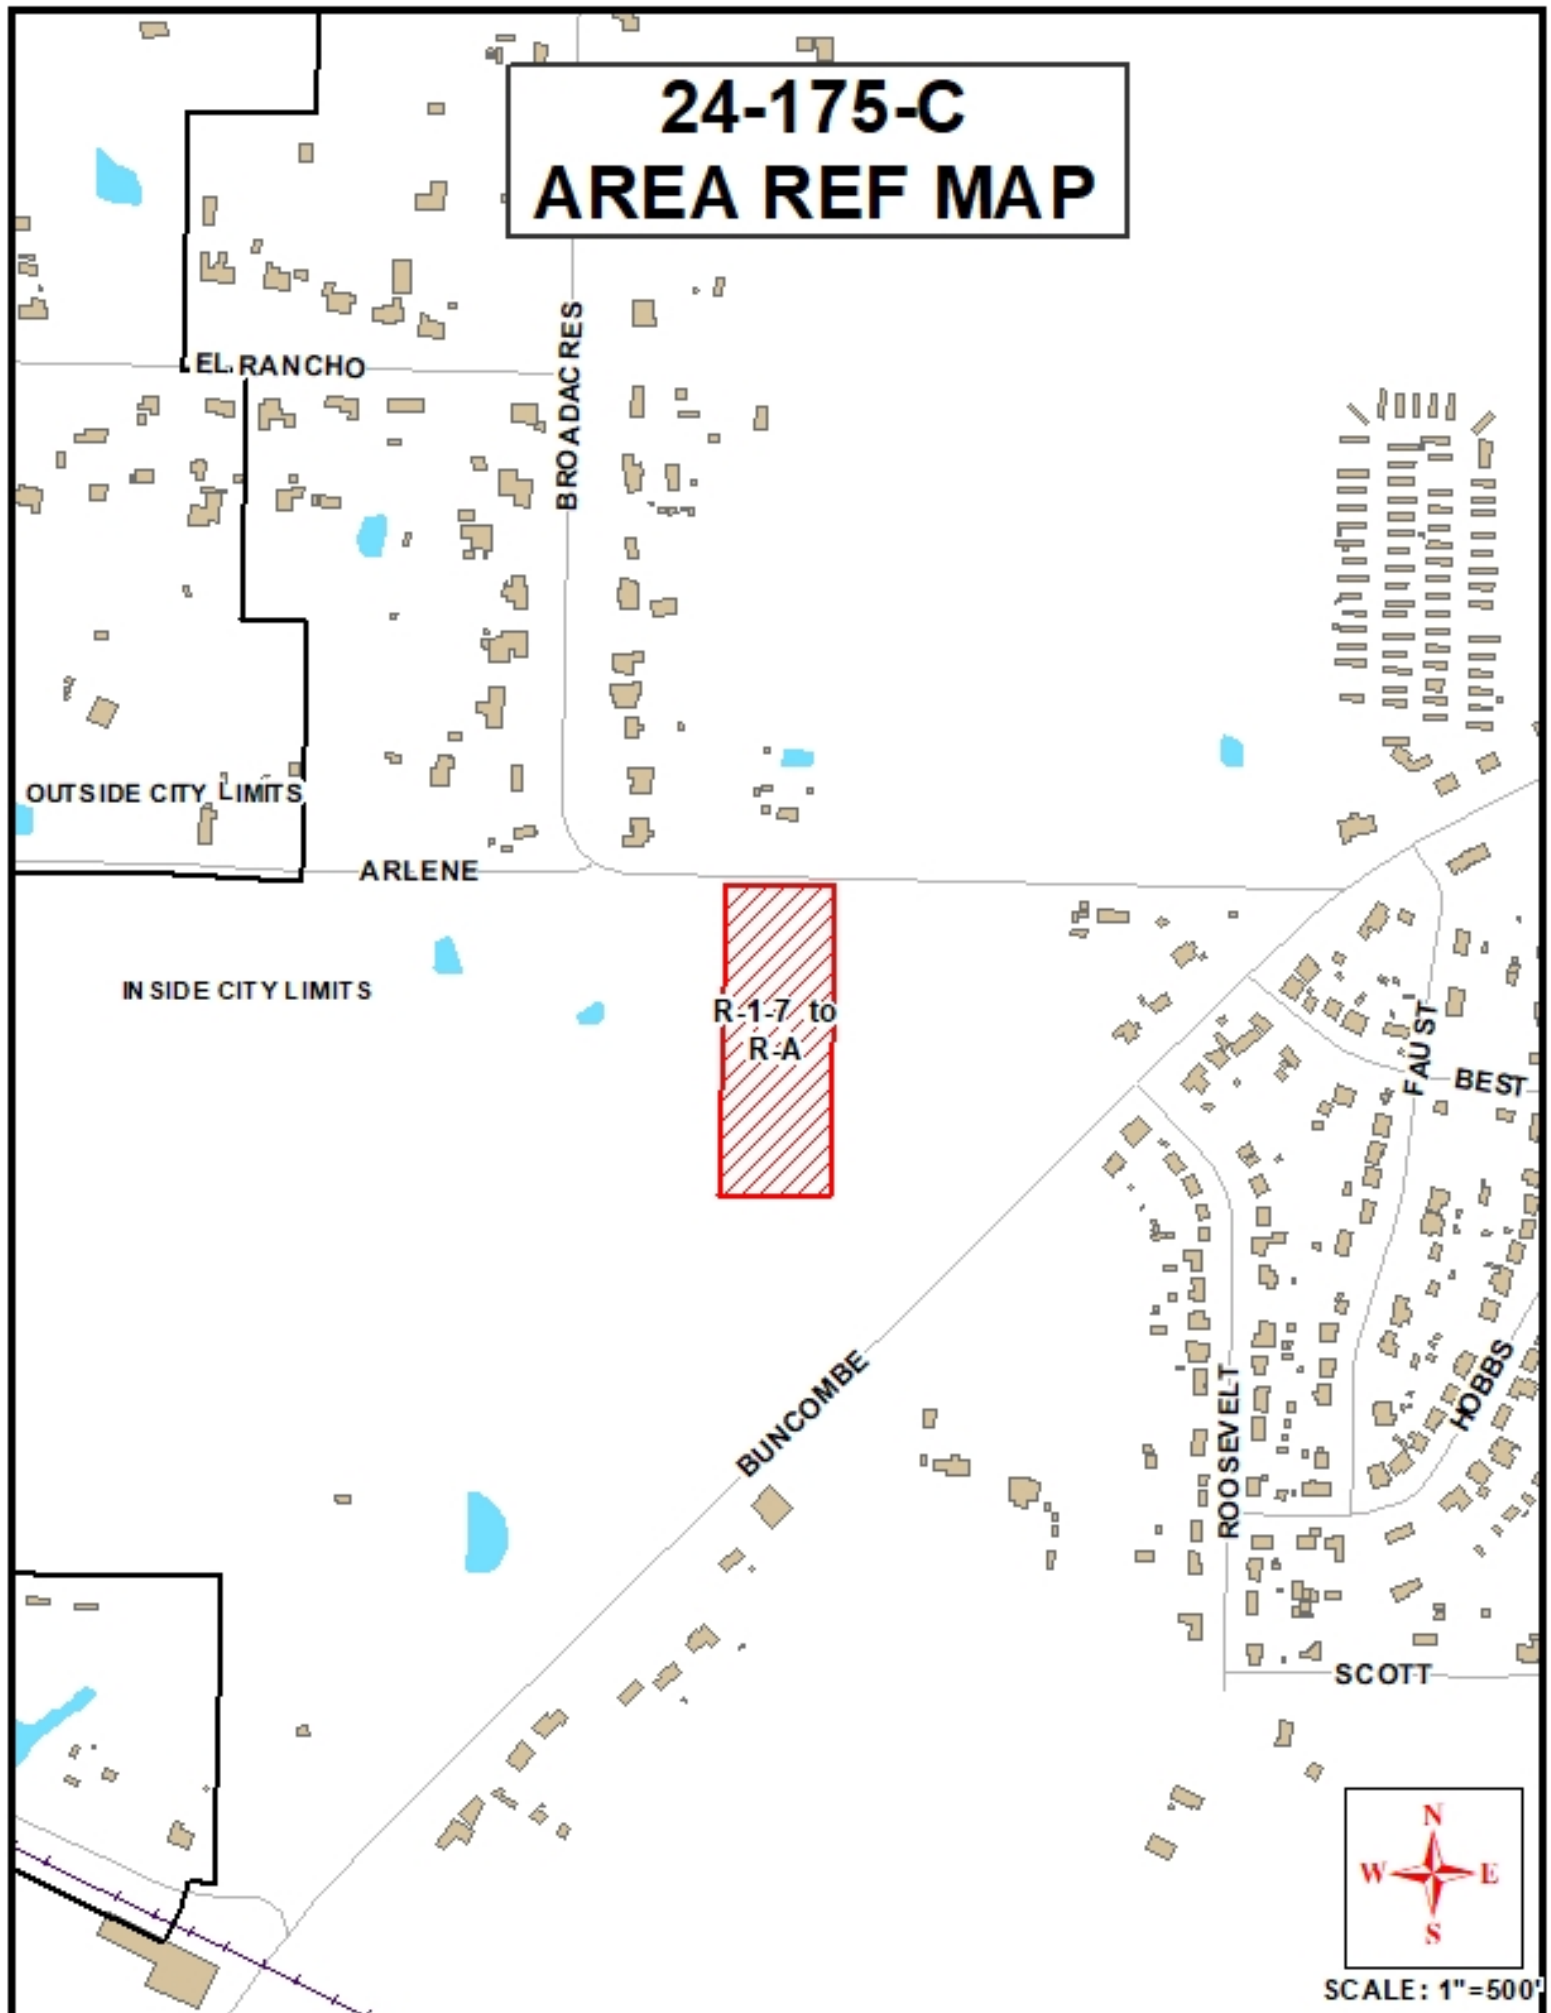 24-175-C
AREA REF MAP
EL RANCHO
BROADACRES
OUTSIDE CITY LIMITS
ARLENE
INSIDE CITY LIMITS
R-1-7 to
R-A
FAUST
BEST
BUNCOMBE
HOBBS
ROOSEVELT
SCOTT
N
W E
S
SCALE: 1"=500'